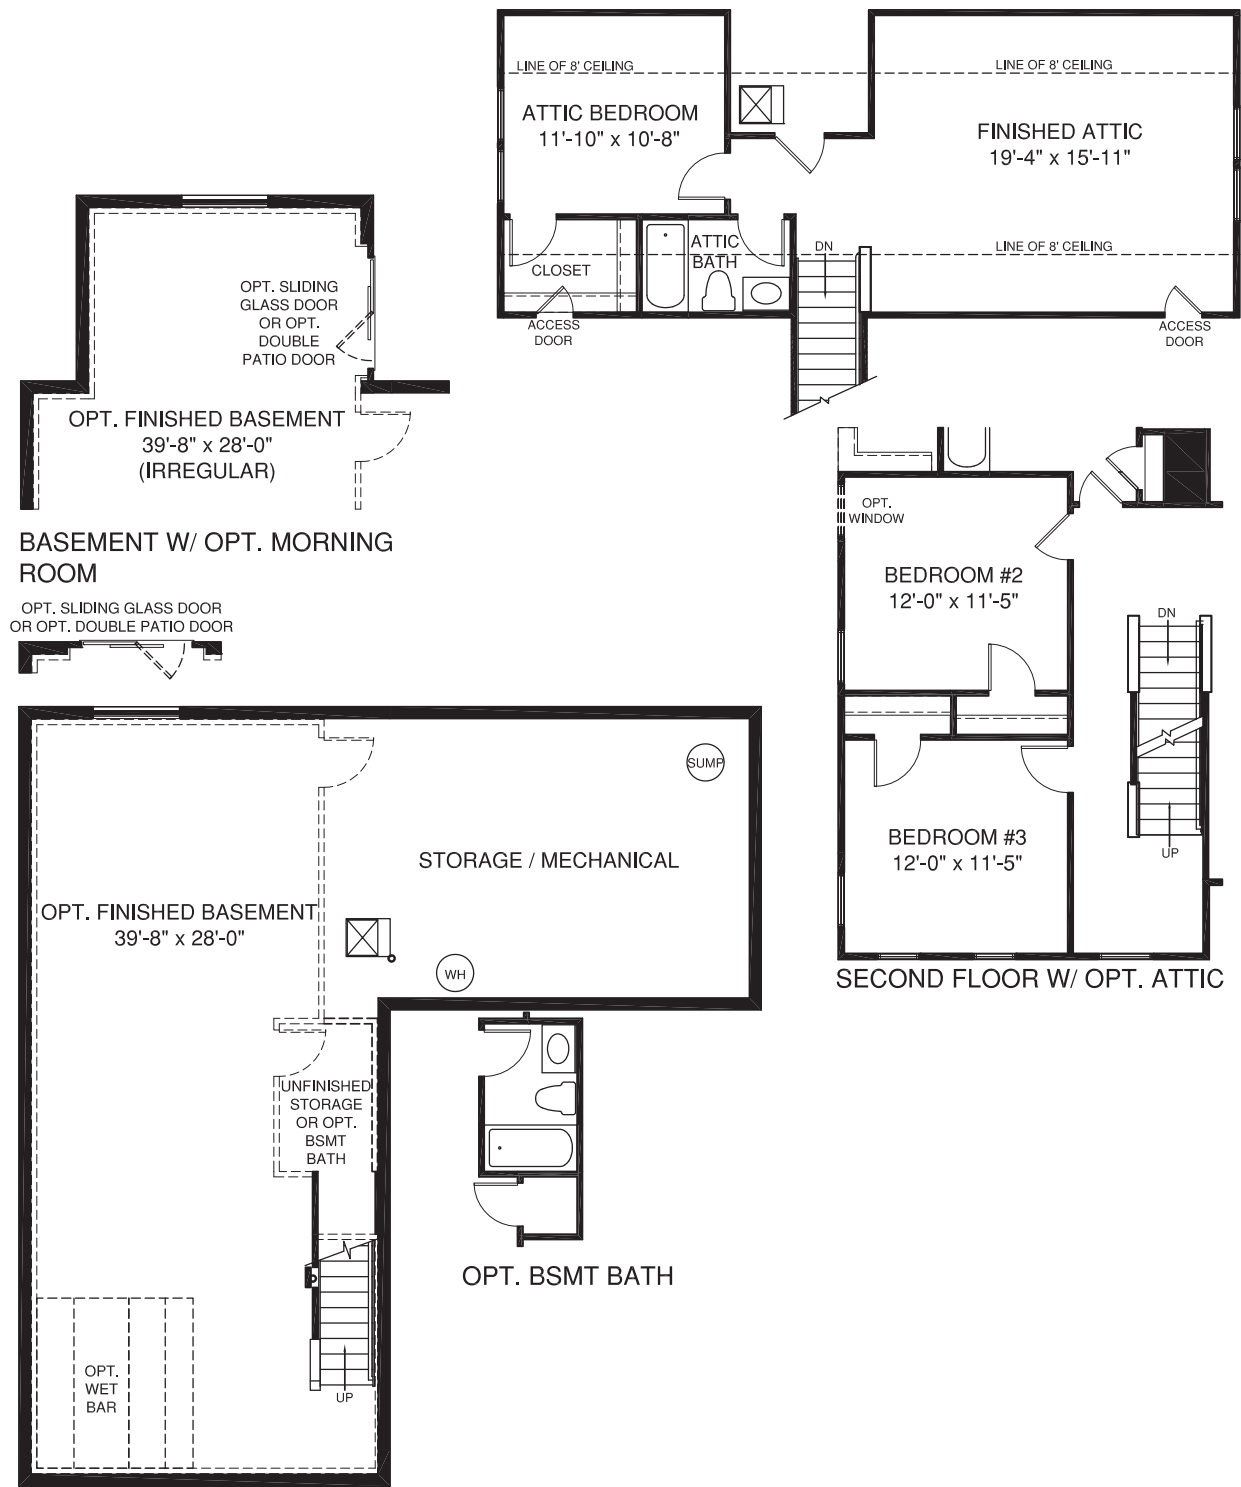 LINE OF 8' CEILING
LINE OF 8' CEILING
ATTIC BEDROOM
11'-10" x 10'-8"
FINISHED ATTIC
19'-4" x 15'-11"
ATTIC
BATH
DN
LINE OF 8' CEILING
CLOSET
ACCESS
DOOR
ACCESS
DOOR
OPT. SLIDING
GLASS DOOR
OR OPT.
DOUBLE
PATIO DOOR
OPT. FINISHED BASEMENT
39'-8" x 28'-0"
(IRREGULAR)
BASEMENT W/ OPT. MORNING
ROOM
OPT. SLIDING GLASS DOOR
OR OPT. DOUBLE PATIO DOOR
OPT.
WINDOW
BEDROOM #2
12'-0" x 11'-5"
DN
BEDROOM #3
12'-0" x 11'-5"
UP
SECOND FLOOR W/ OPT. ATTIC
SUMP
STORAGE / MECHANICAL
OPT. FINISHED BASEMENT
39'-8" x 28'-0"
WH
UNFINISHED
STORAGE
OR OPT.
BSMT
BATH
OPT. BSMT BATH
OPT.
WET
BAR
UP